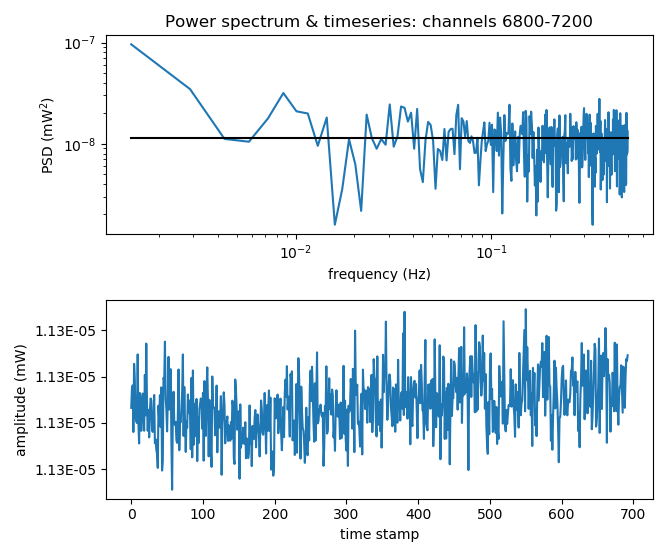 Power spectrum & timeseries: channels 6800-7200
10⁻⁷
10⁻⁸
PSD (mW²)
10⁻² 10⁻¹
frequency (Hz)
1.13E-05
1.13E-05
1.13E-05
1.13E-05
amplitude (mW)
0 100 200 300 400 500 600 700
time stamp